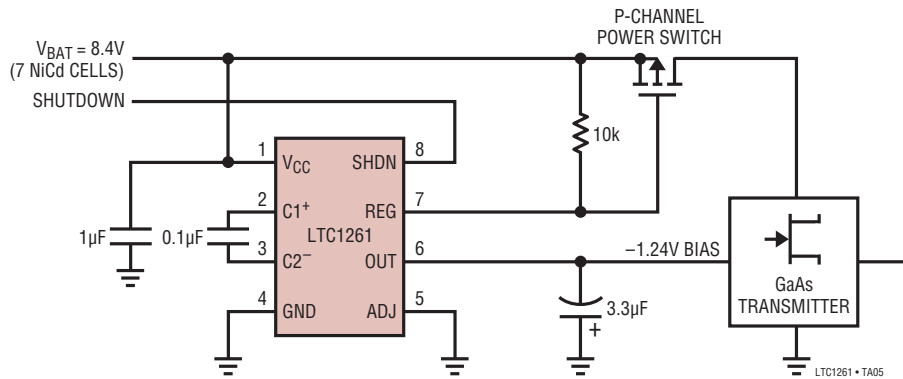 P-CHANNEL
POWER SWITCH
VBAT = 8.4V
(7 NiCd CELLS)
SHUTDOWN
10k
1
VCC
SHDN
8
2
C1+
REG
7
LTC1261
1µF
0.1µF
3
C2−
OUT
6
−1.24V BIAS
4
GND
ADJ
5
3.3µF
+
GaAs
TRANSMITTER
LTC1261 • TA05